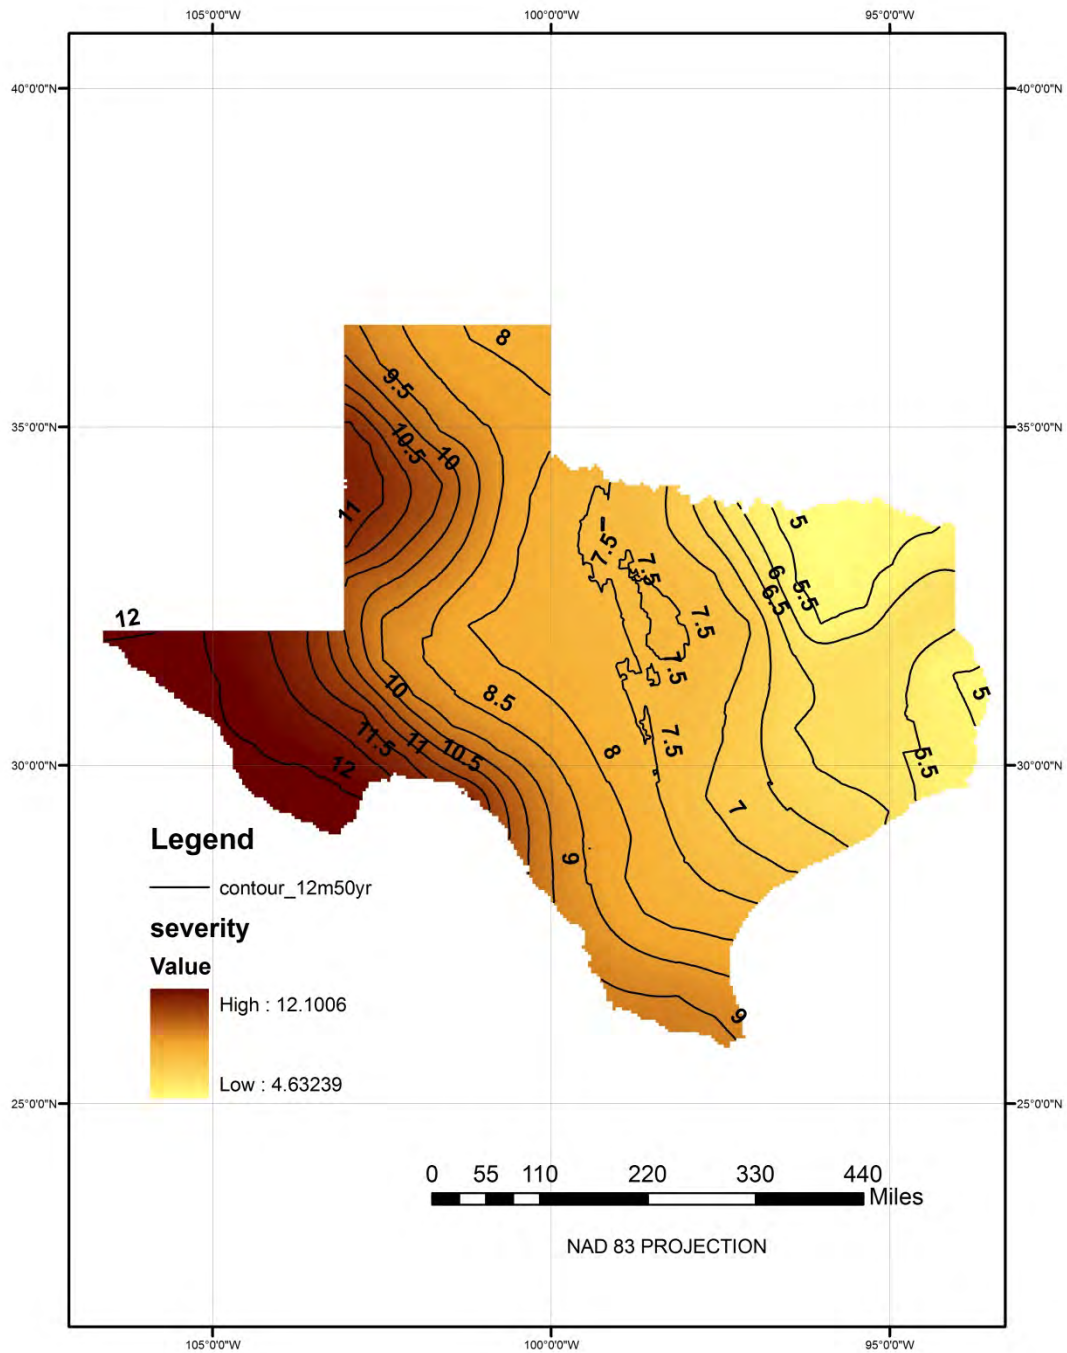 105°0'0"W 100°0'0"W 95°0'0"W
40°0'0"N 40°0'0"N
8
9.5
10.5 10
35°0'0"N 35°0'0"N
11
5
7.5
7.5
6
6.5 5.5
12
7.5
7.5
10
8.5
5
11.5 11 10.5
8
7.5
5.5
12
30°0'0"N 30°0'0"N
7
Legend
9
contour_12m50yr
severity
Value
High : 12.1006
9
Low : 4.63239
25°0'0"N 25°0'0"N
0 55 110 220 330 440
Miles
NAD 83 PROJECTION
105°0'0"W 100°0'0"W 95°0'0"W